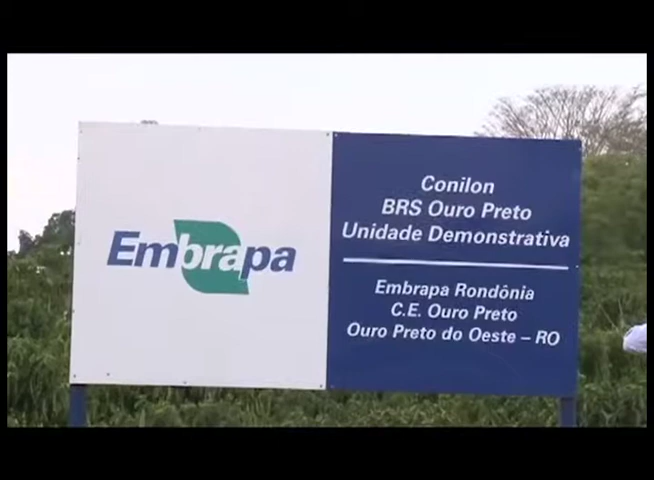 Embrapa
Conilon
BRS Ouro Preto
Unidade Demonstrativa
Embrapa Rondônia
C.E. Ouro Preto
Ouro Preto do Oeste – RO